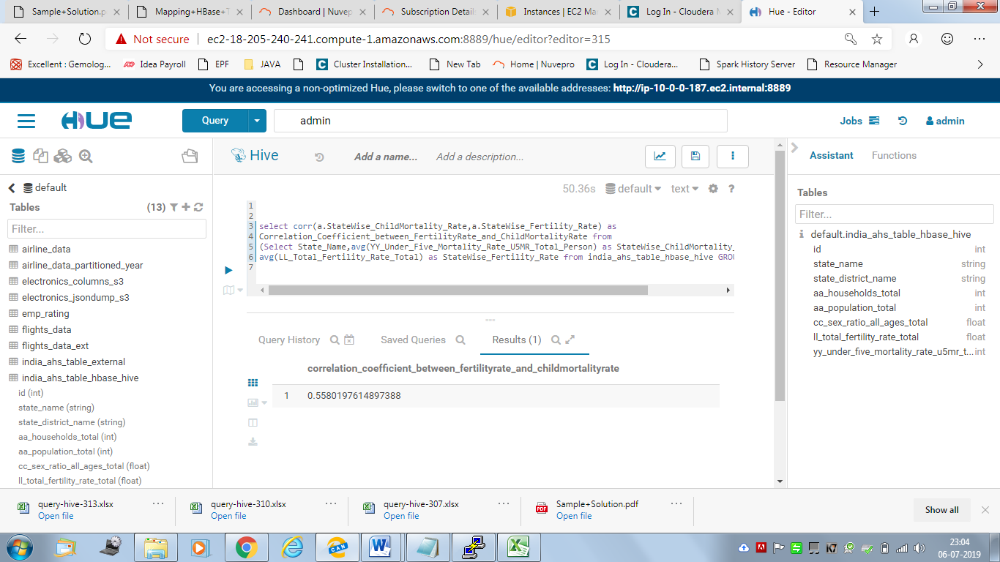 Sample+Solution.p
Mapping+HBase+T
Dashboard | Nuvep
Subscription Detail
Instances | EC2 Ma
Log In - Cloudera M
Hue - Editor
Not secure
ec2-18-205-240-241.compute-1.amazonaws.com:8889/hue/editor?editor=315
Excellent : Gemolog...
Idea Payroll
EPF
JAVA
Cluster Installation...
New Tab
Home | Nuvepro
Log In - Cloudera...
Spark History Server
Resource Manager
You are accessing a non-optimized Hue, please switch to one of the available addresses: http://ip-10-0-0-187.ec2.internal:8889
HUE
Query
admin
Jobs
admin
Hive
Add a name...
Add a description...
Assistant
Functions
default
Tables
(13)
Filter...
airline_data
airline_data_partitioned_year
electronics_columns_s3
electronics_jsondump_s3
emp_rating
flights_data
flights_data_ext
india_ahs_table_external
india_ahs_table_hbase_hive
id (int)
state_name (string)
state_district_name (string)
aa_households_total (int)
aa_population_total (int)
cc_sex_ratio_all_ages_total (float)
ll_total_fertility_rate_total (float)
50.36s
default
text
?
1
2
3 select corr(a.StateWise_ChildMortality_Rate,a.StateWise_Fertility_Rate) as
4 Correlation_Coefficient_between_FertilityRate_and_ChildMortalityRate from
5 (Select State_Name,avg(YY_Under_Five_Mortality_Rate_U5MR_Total_Person) as StateWise_ChildMortality_
6 avg(LL_Total_Fertility_Rate_Total) as StateWise_Fertility_Rate from india_ahs_table_hbase_hive GROU
7
Query History
Saved Queries
Results (1)
correlation_coefficient_between_fertilityrate_and_childmortalityrate
1 0.5580197614897388
Tables
Filter...
default.india_ahs_table_hbase_hive
id int
state_name string
state_district_name string
aa_households_total int
aa_population_total int
cc_sex_ratio_all_ages_total float
ll_total_fertility_rate_total float
yy_under_five_mortality_rate_u5mr_t... int
query-hive-313.xlsx
Open file
query-hive-310.xlsx
Open file
query-hive-307.xlsx
Open file
Sample+Solution.pdf
Open file
Show all
CAN
23:04
06-07-2019